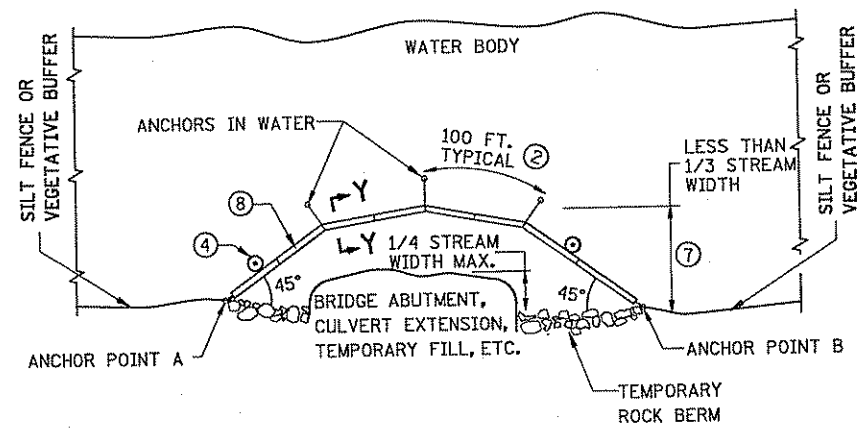 WATER BODY
SILT FENCE OR
VEGETATIVE BUFFER
ANCHORS IN WATER
100 FT.
TYPICAL
2
LESS THAN
1/3 STREAM
WIDTH
SILT FENCE OR
VEGETATIVE BUFFER
Y
8
4
Y
1/4 STREAM
WIDTH MAX.
7
45°
45°
BRIDGE ABUTMENT,
CULVERT EXTENSION,
TEMPORARY FILL, ETC.
ANCHOR POINT A
ANCHOR POINT B
TEMPORARY
ROCK BERM